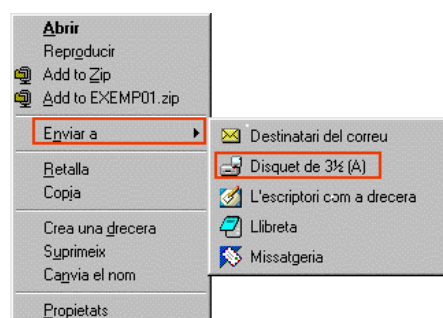 Abrir
Reproducir
Add to Zip
Add to EXEMP01.zip
Enviar a
Retalla
Copja
Crea una drecera
Suprimeix
Canvia el nom
Propietats
Destinatari del correu
Disquet de 3½ (A)
L'escriptori com a drecera
Llibreta
Missatgeria